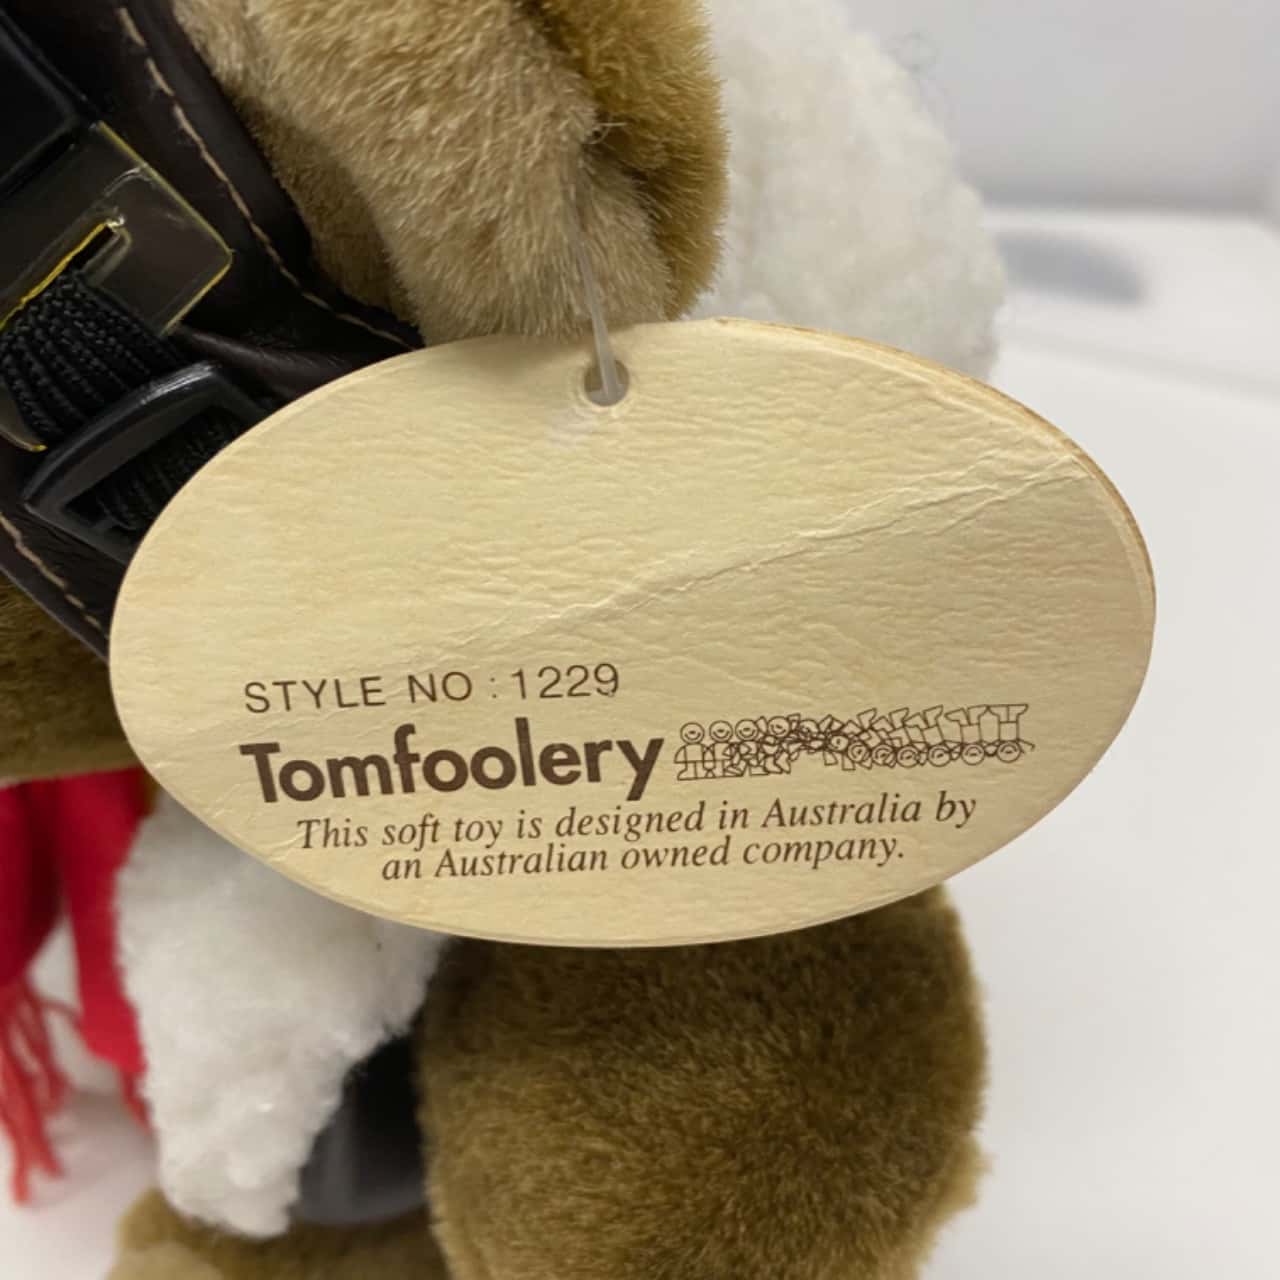 STYLE NO : 1229
Tomfoolery
This soft toy is designed in Australia by
an Australian owned company.